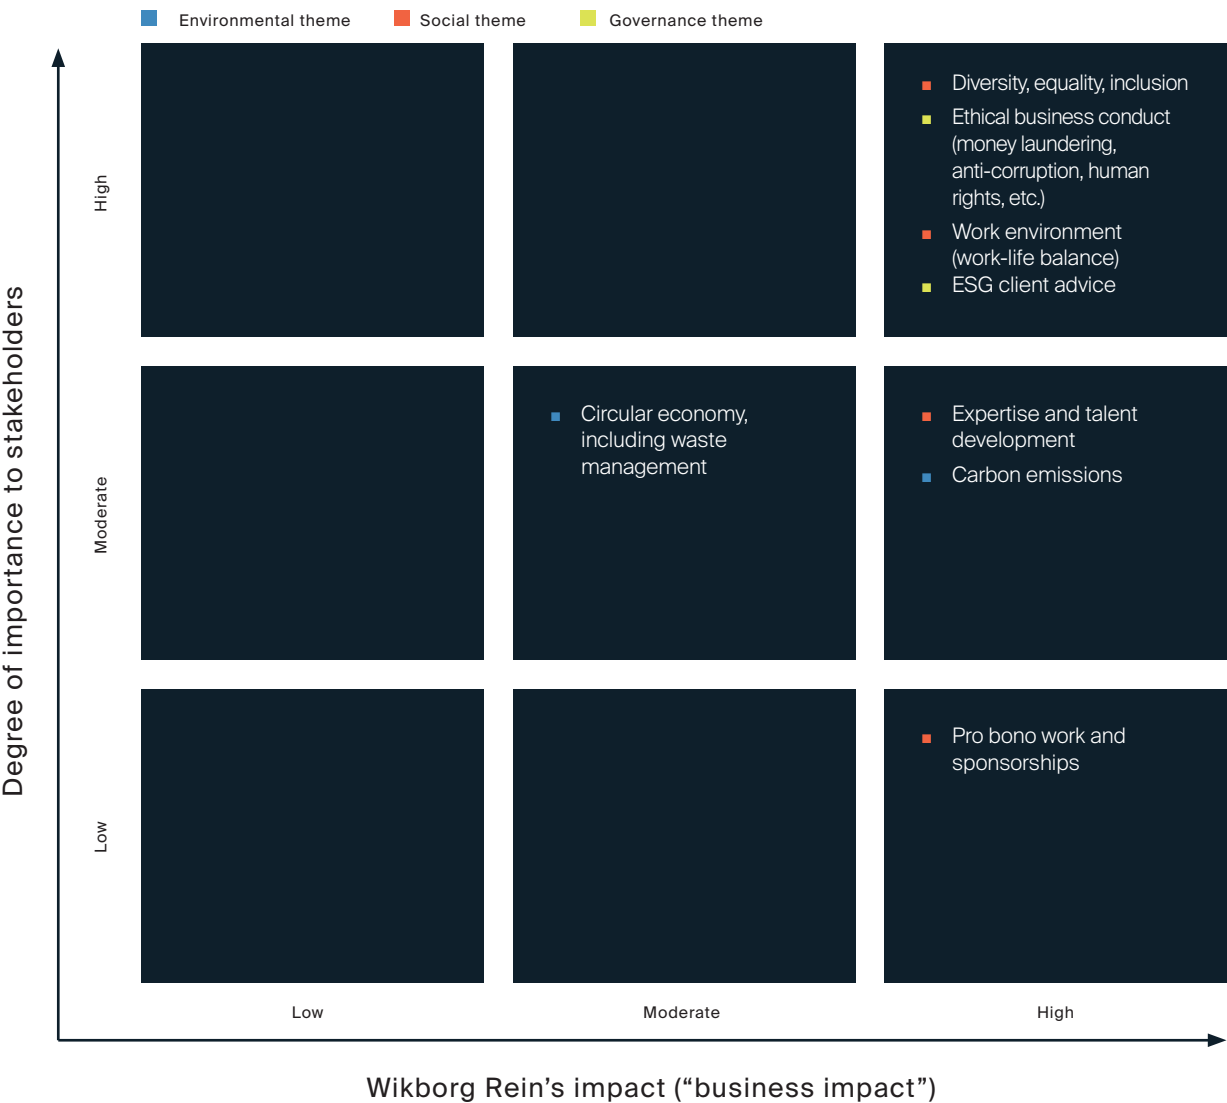 Environmental theme
Social theme
Governance theme
Degree of importance to stakeholders
High
Diversity, equality, inclusion
Ethical business conduct
(money laundering,
anti-corruption, human
rights, etc.)
Work environment
(work-life balance)
ESG client advice
Moderate
Circular economy,
including waste
management
Expertise and talent
development
Carbon emissions
Low
Pro bono work and
sponsorships
Low
Moderate
High
Wikborg Rein’s impact (“business impact”)